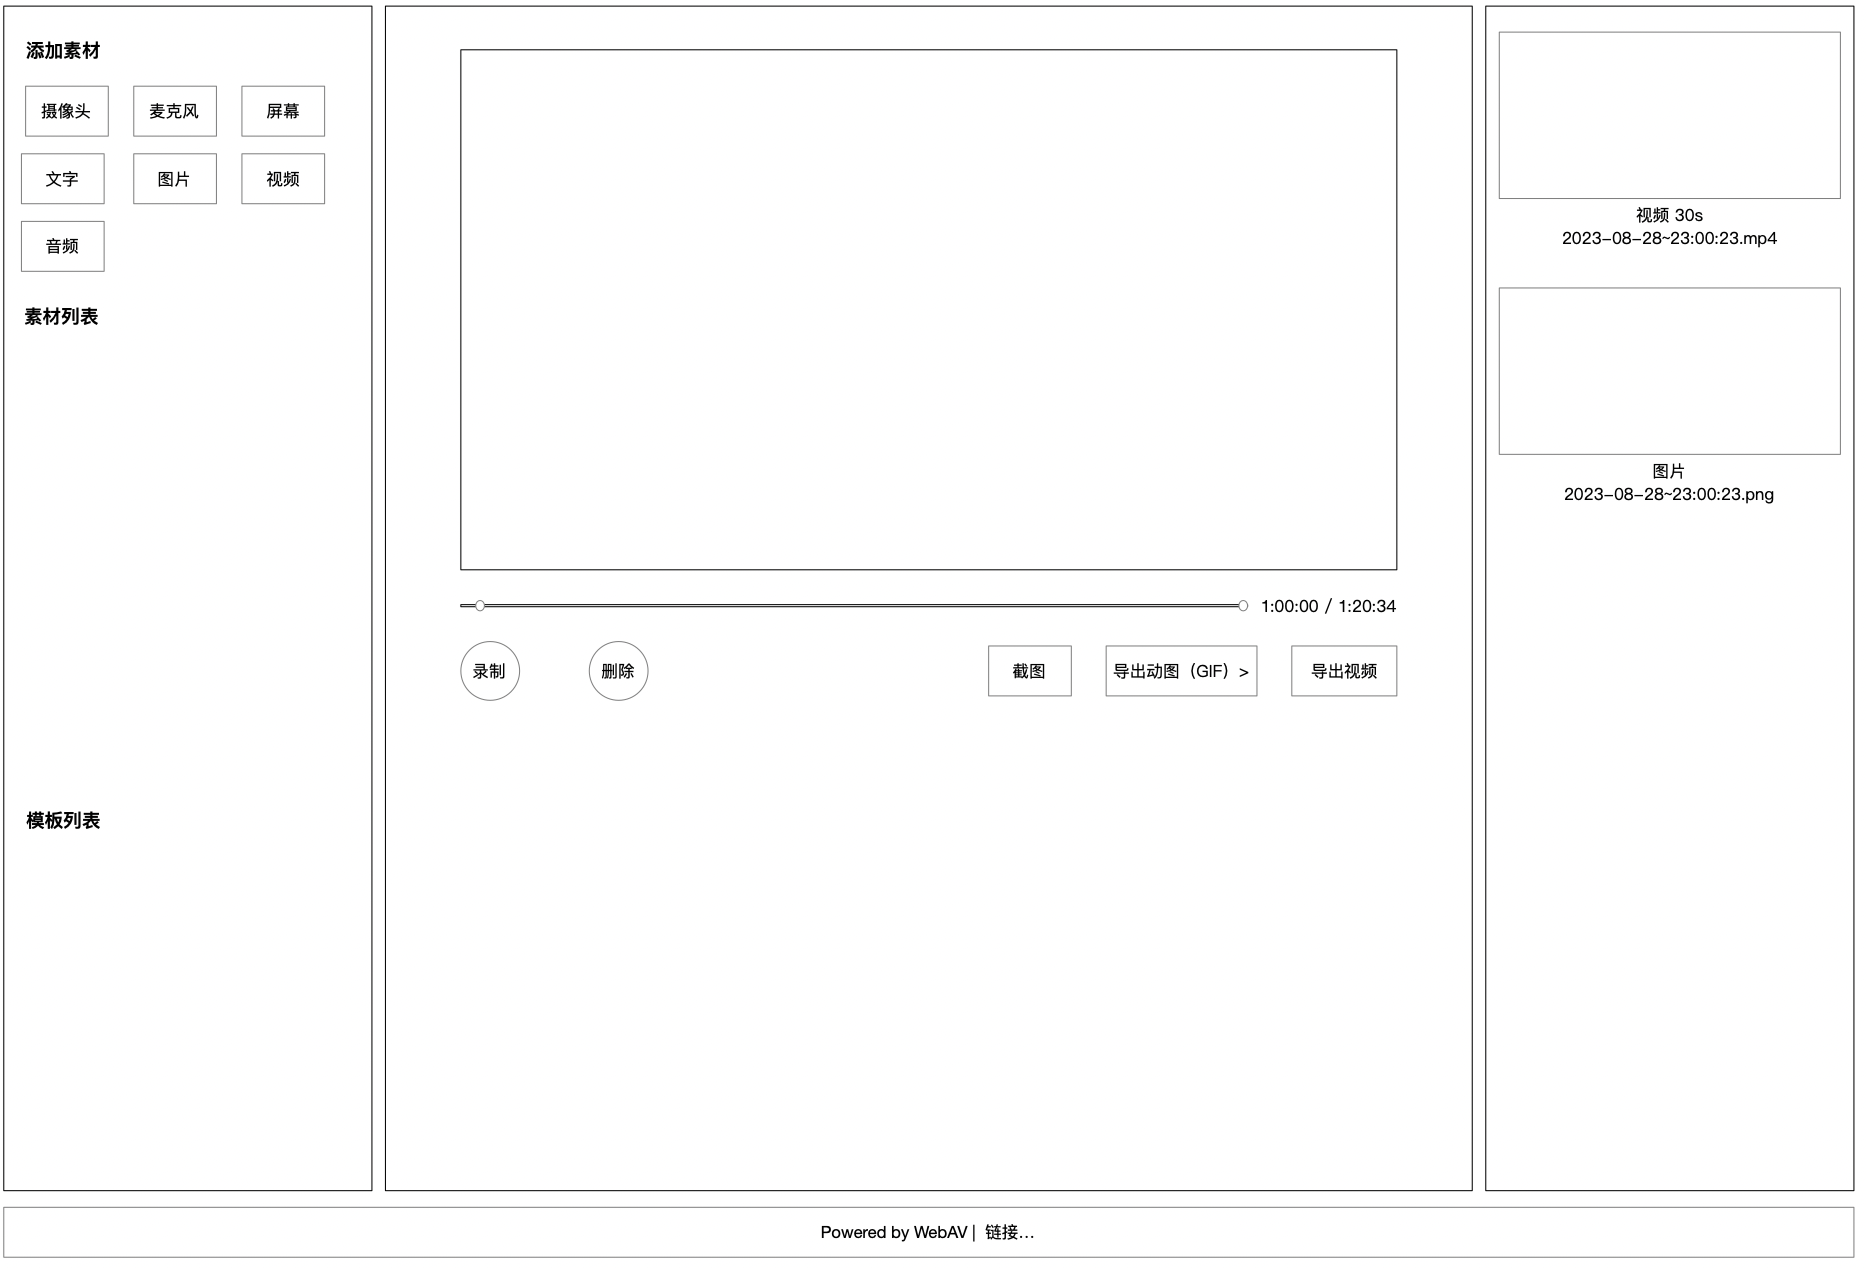 添加素材
摄像头
麦克风
屏幕
文字
图片
视频
音频
素材列表
模板列表
1:00:00 / 1:20:34
录制
删除
截图
导出动图（GIF）>
导出视频
视频 30s
2023-08-28~23:00:23.mp4
图片
2023-08-28~23:00:23.png
Powered by WebAV | 链接...